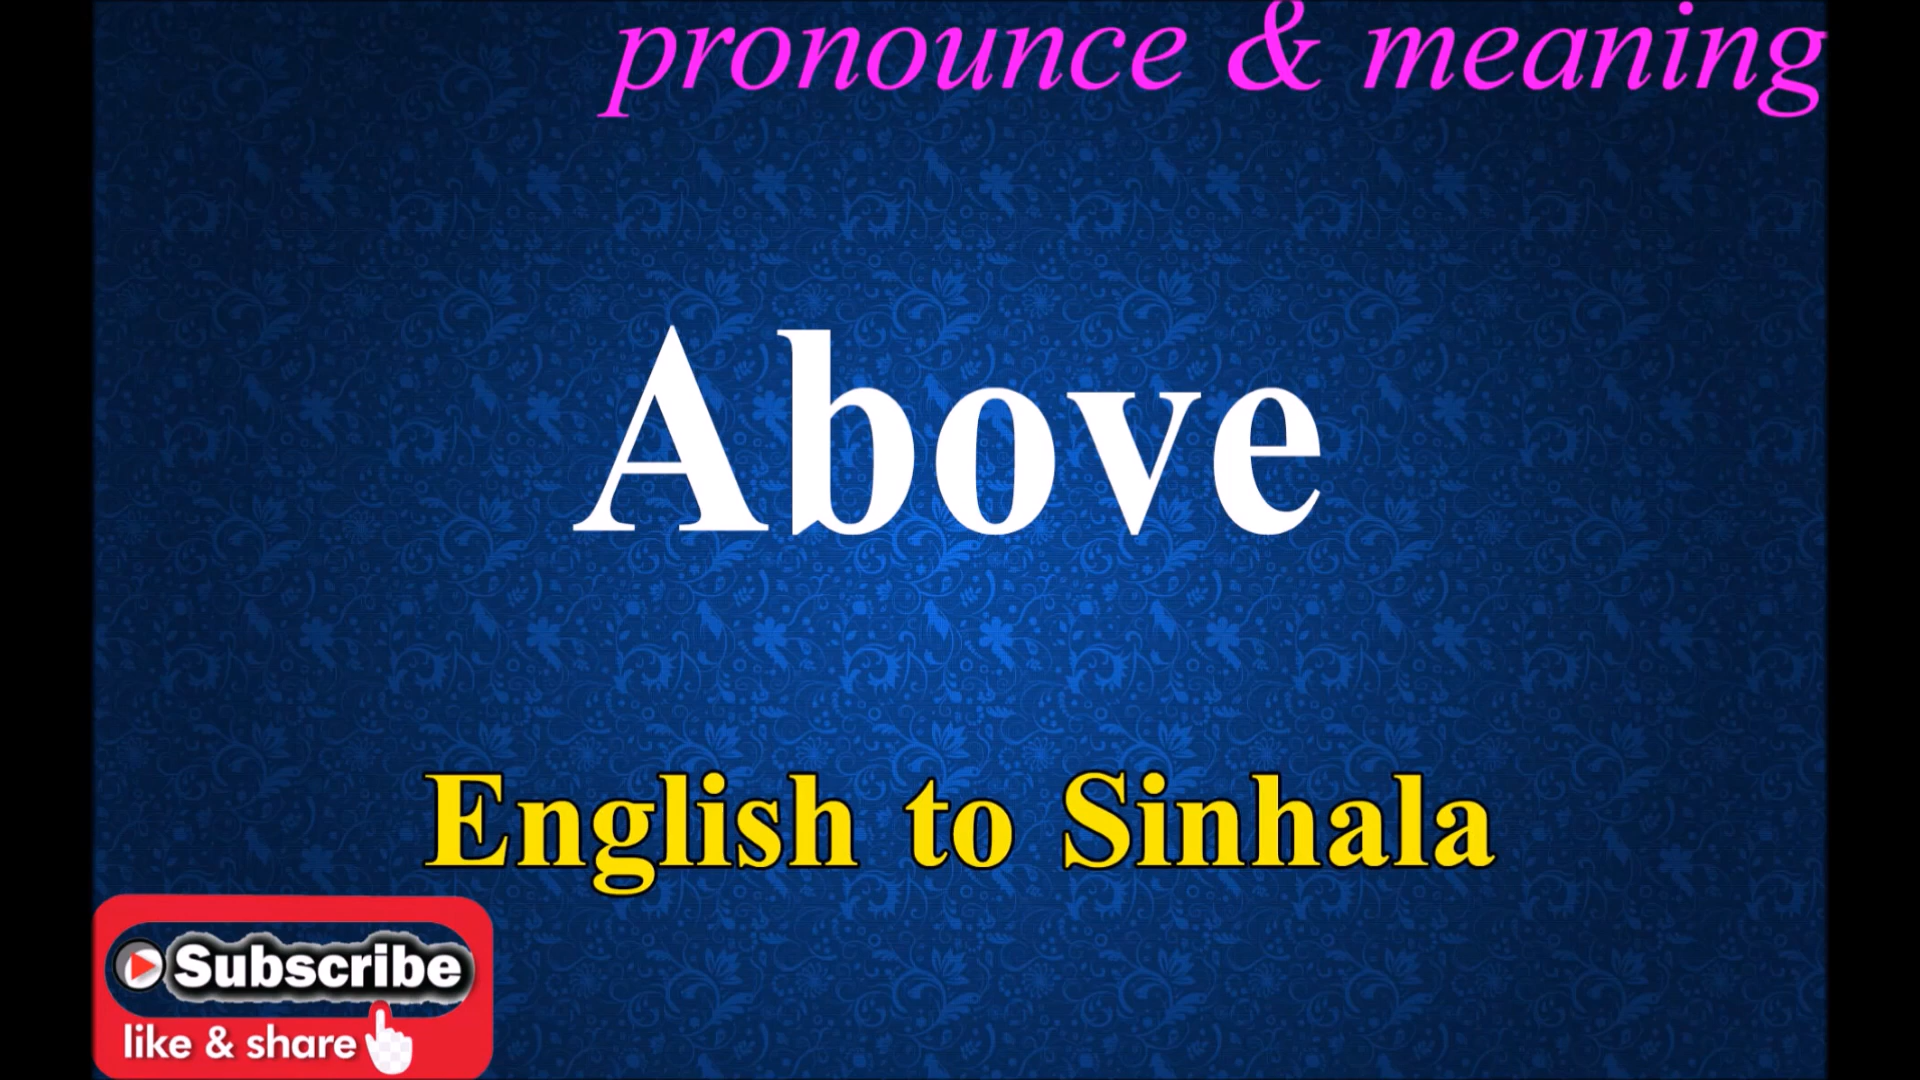 pronounce & meaning
Above
English to Sinhala
Subscribe
like & share